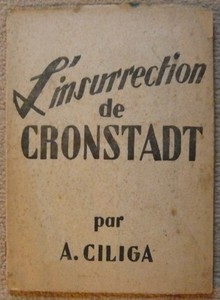 L'insurrection
de
CRONSTADT
par
A. CILIGA